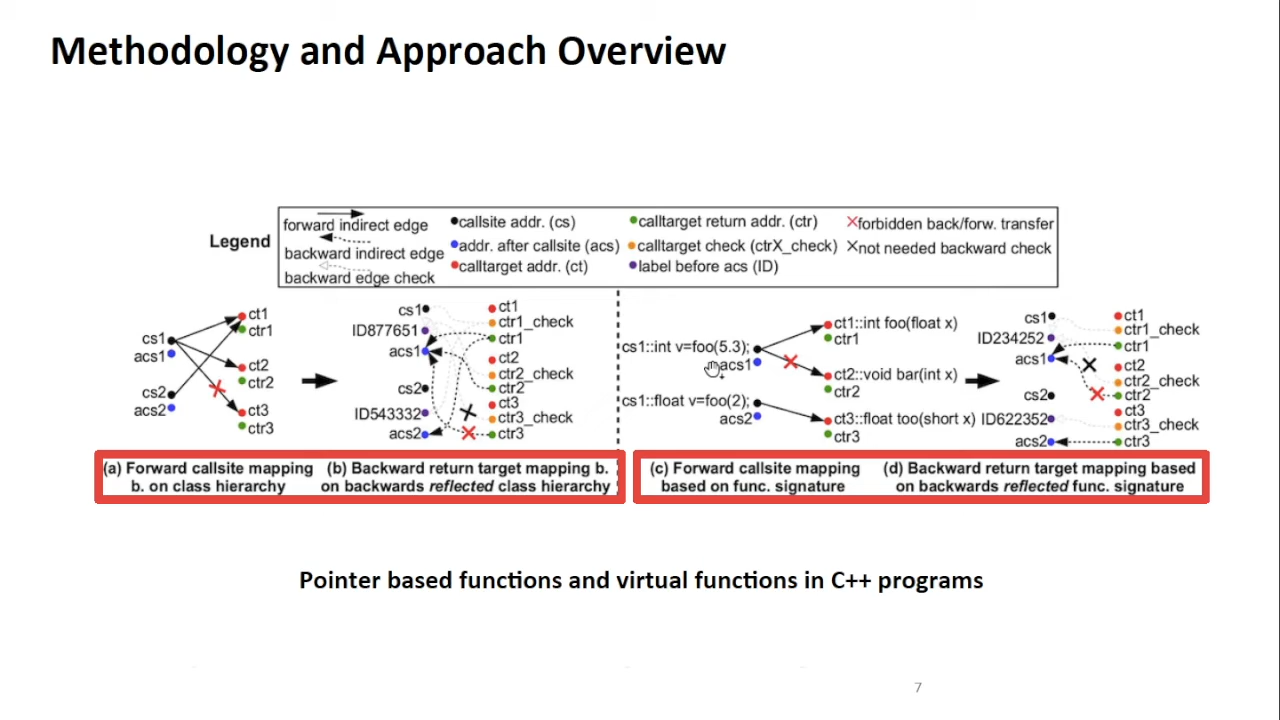 Methodology and Approach Overview
Legend
forward indirect edge
backward indirect edge
backward edge check
callsite addr. (cs)
addr. after callsite (acs)
calltarget addr. (ct)
calltarget return addr. (ctr)
calltarget check (ctrX_check)
label before acs (ID)
forbidden back/forw. transfer
not needed backward check
cs1
acs1
cs2
acs2
ct1
ctr1
ct2
ctr2
ct3
ctr3
cs1
ID877651
acs1
cs2
ID543332
acs2
ct1
ctr1_check
ctr1
ct2
ctr2_check
ctr2
ct3
ctr3_check
ctr3
cs1::int v=foo(5.3);
acs1
cs1::float v=foo(2);
acs2
ct1::int foo(float x)
ctr1
ct2::void bar(int x)
ctr2
ct3::float too(short x)
ctr3
cs1
ID234252
acs1
cs2
ID622352
acs2
ct1
ctr1_check
ctr1
ct2
ctr2_check
ctr2
ct3
ctr3_check
ctr3
(a) Forward callsite mapping
b. on class hierarchy
(b) Backward return target mapping b.
on backwards reflected class hierarchy
(c) Forward callsite mapping
based on func. signature
(d) Backward return target mapping based
on backwards reflected func. signature
Pointer based functions and virtual functions in C++ programs
7